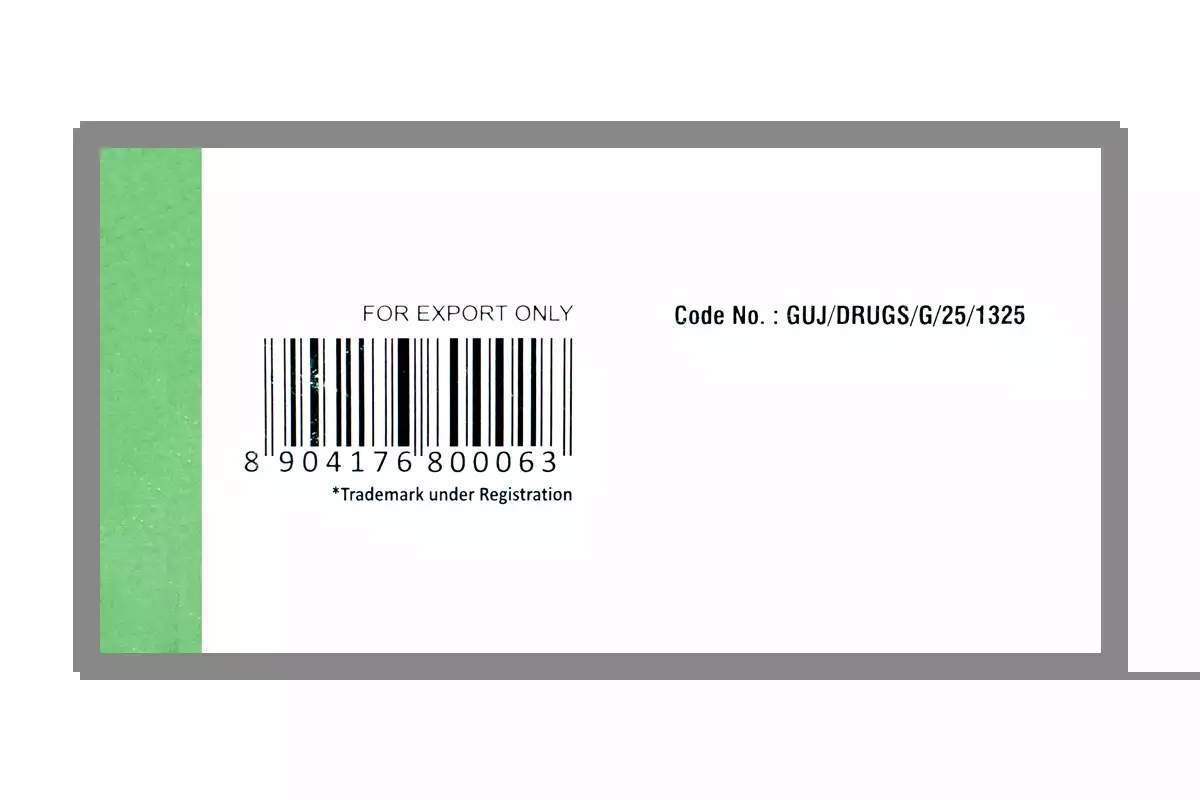 FOR EXPORT ONLY
8 904176 800063
*Trademark under Registration
Code No. : GUJ/DRUGS/G/25/1325